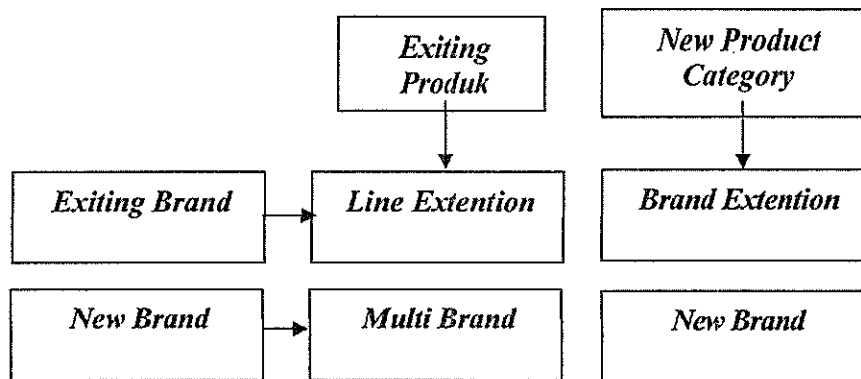 Exiting
Produk
New Product
Category
Exiting Brand
Line Extention
Brand Extention
New Brand
Multi Brand
New Brand